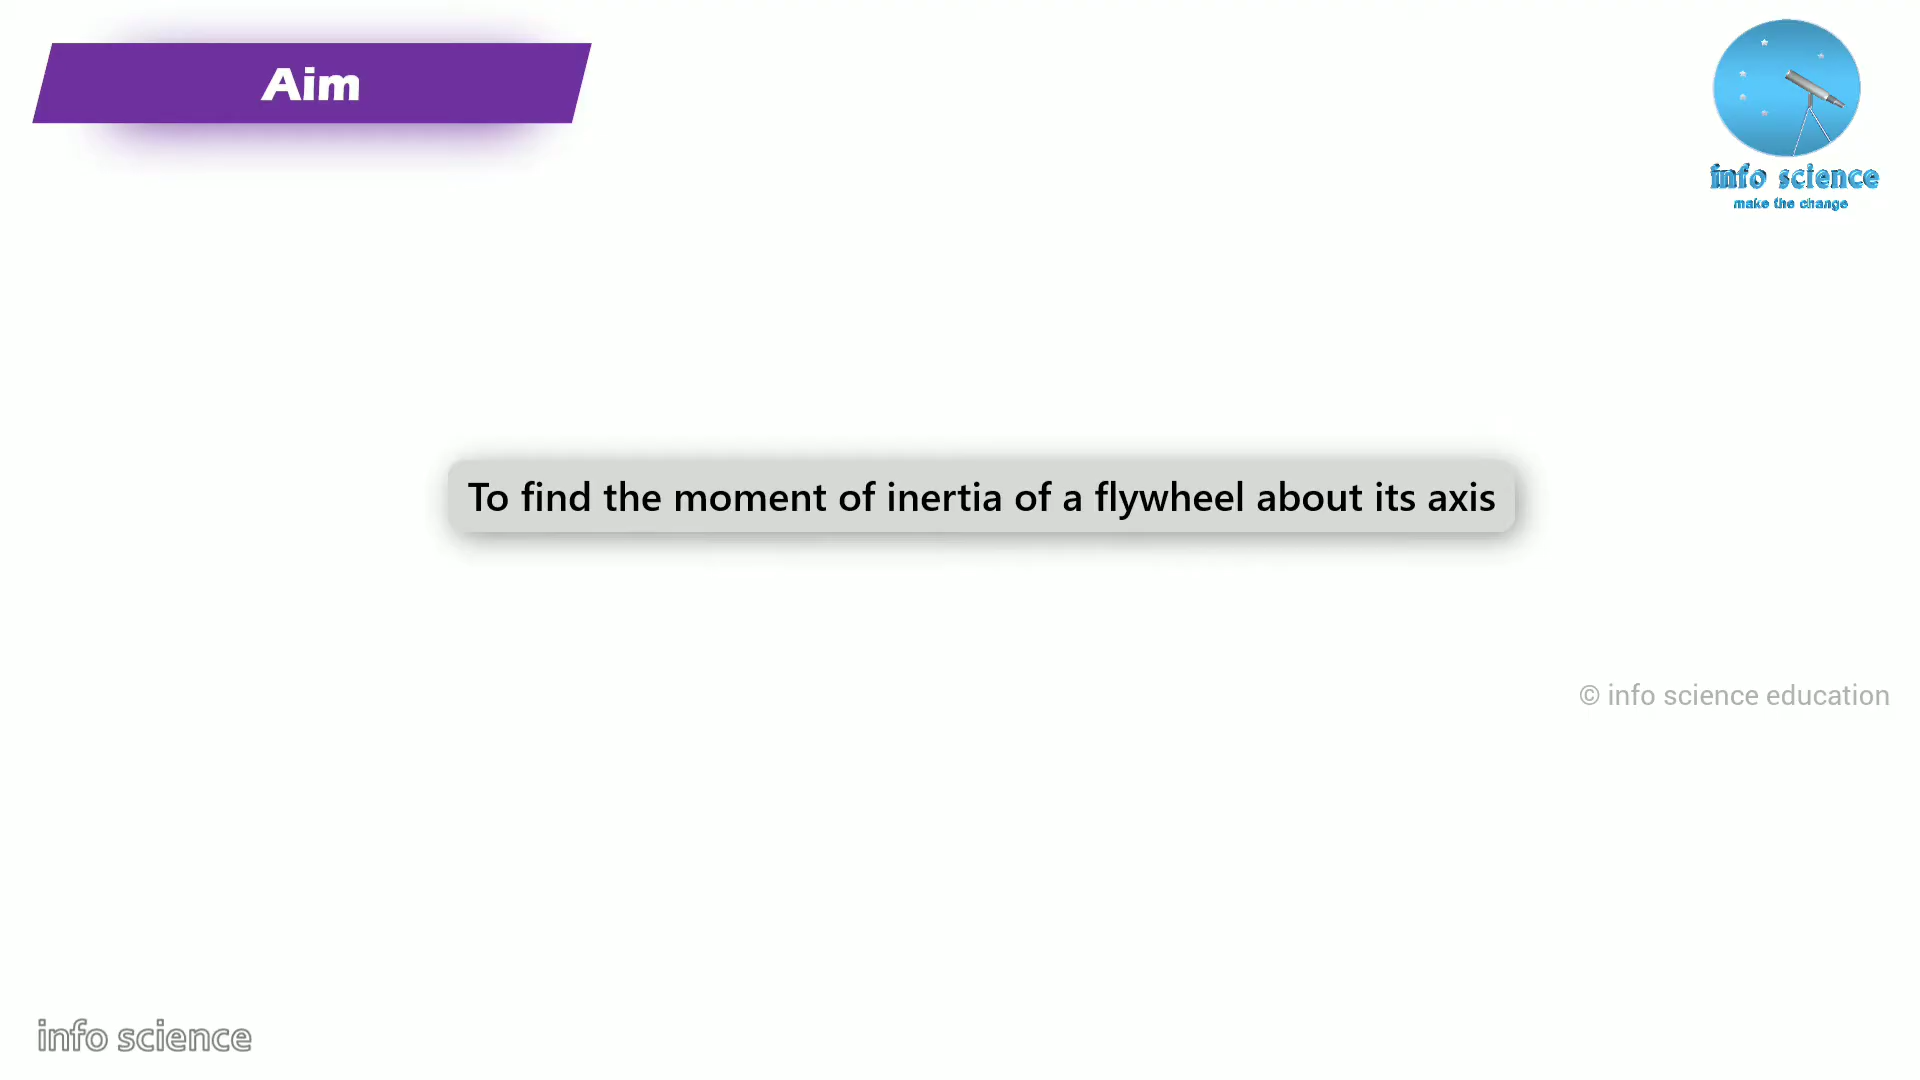 Aim
info science
make the change
To find the moment of inertia of a flywheel about its axis
© info science education
info science